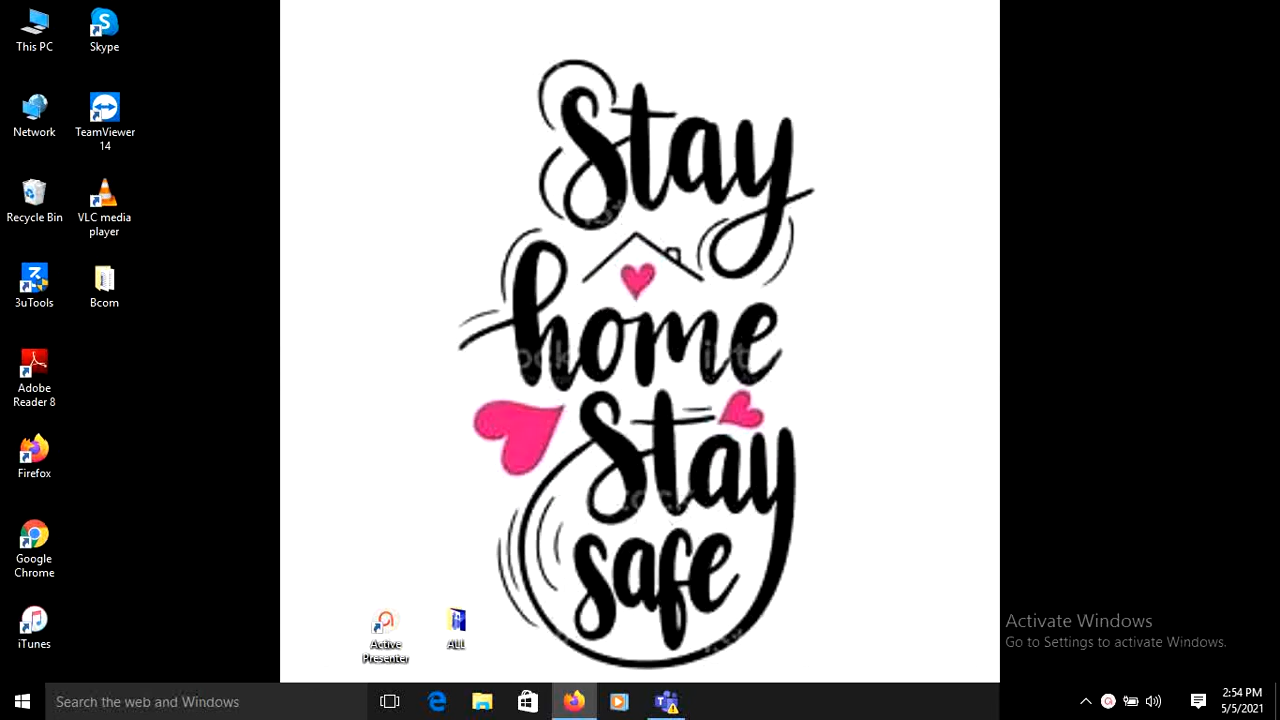 This PC
Skype
Network
TeamViewer
14
Recycle Bin
VLC media
player
3uTools
Bcom
Adobe
Reader 8
Firefox
Google
Chrome
iTunes
Stay
home
Stay
safe
Active
Presenter
ALL
Activate Windows
Go to Settings to activate Windows.
Search the web and Windows
2:54 PM
5/5/2021